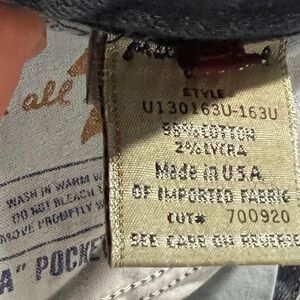 all
STYLE
U130163U-163U
98% COTTON
2% LYCRA
Made in U.S.A.
OF IMPORTED FABRIC
CUT# 700920
SEE CARE ON REVERSE
WASH IN WARM W
DO NOT BLEACH
MOVE PROMPTLY W
A" POCKE